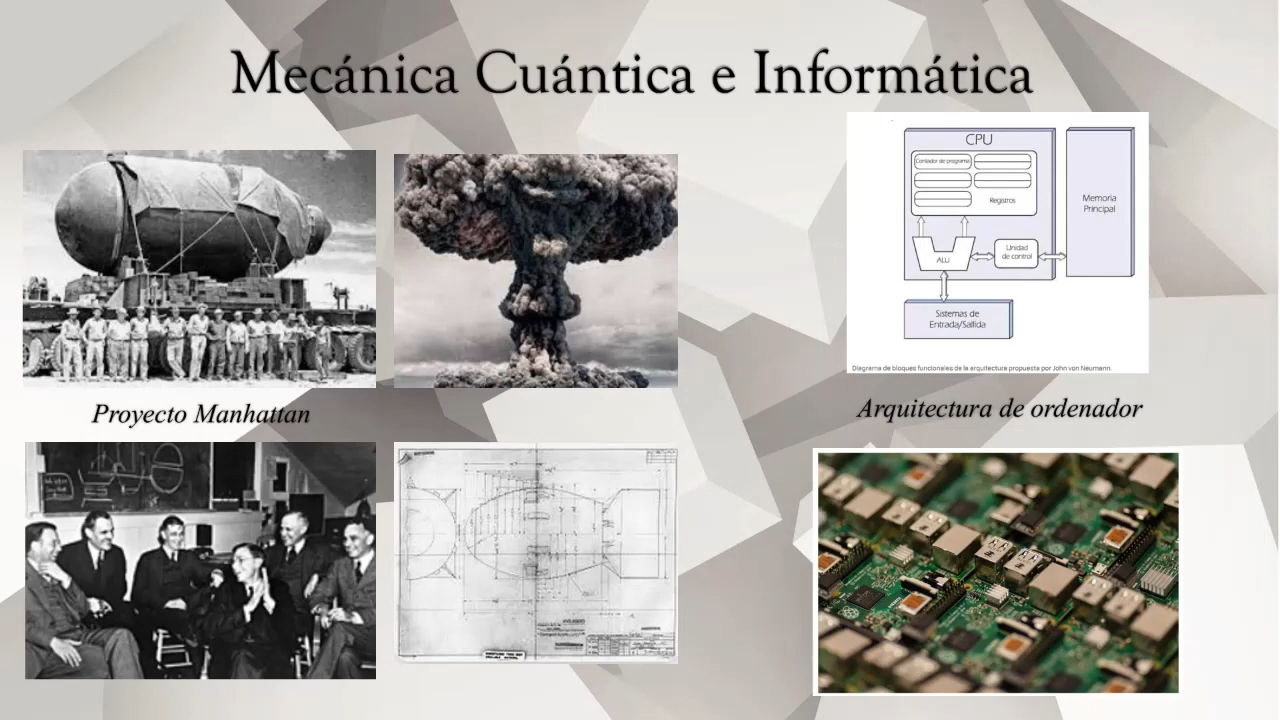 Mecánica Cuántica e Informática
CPU
Contador de programa
Registros
Memoria
Principal
ALU
Unidad
de control
Sistemas de
Entrada/Salida
Diagrama de bloques funcionales de la arquitectura propuesta por John von Neumann.
Proyecto Manhattan
Arquitectura de ordenador